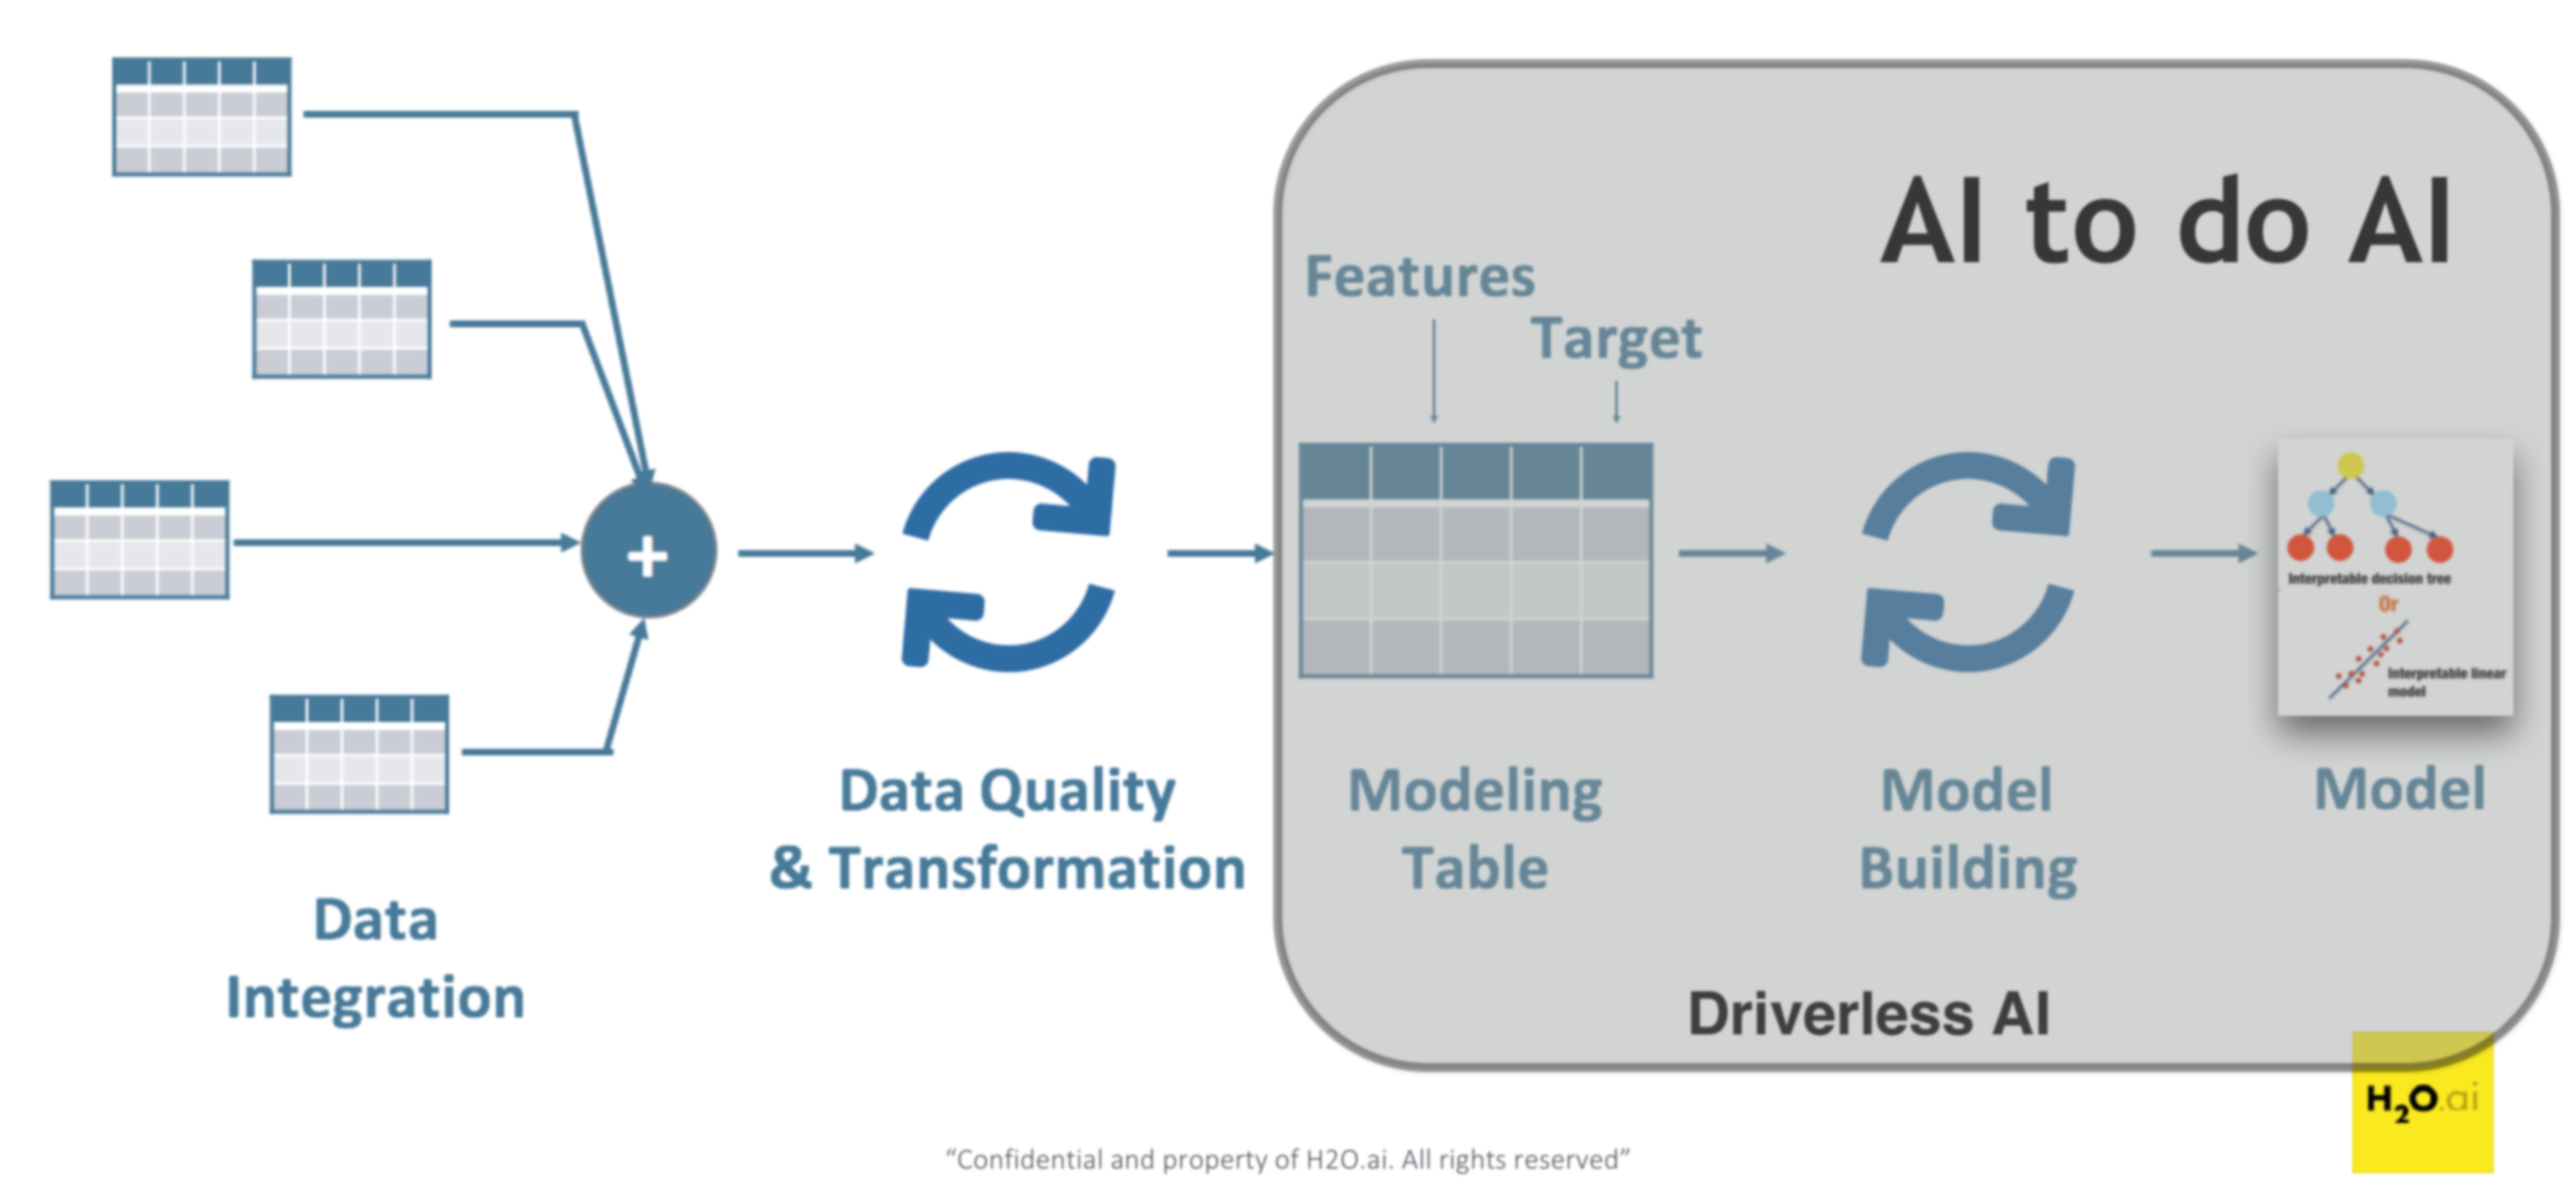 AI to do AI
Features
Target
+
Interpretable decision tree
Or
Interpretable linear
model
Data Quality
& Transformation
Modeling
Table
Model
Building
Model
Data
Integration
Driverless AI
H2O.ai
“Confidential and property of H2O.ai. All rights reserved”